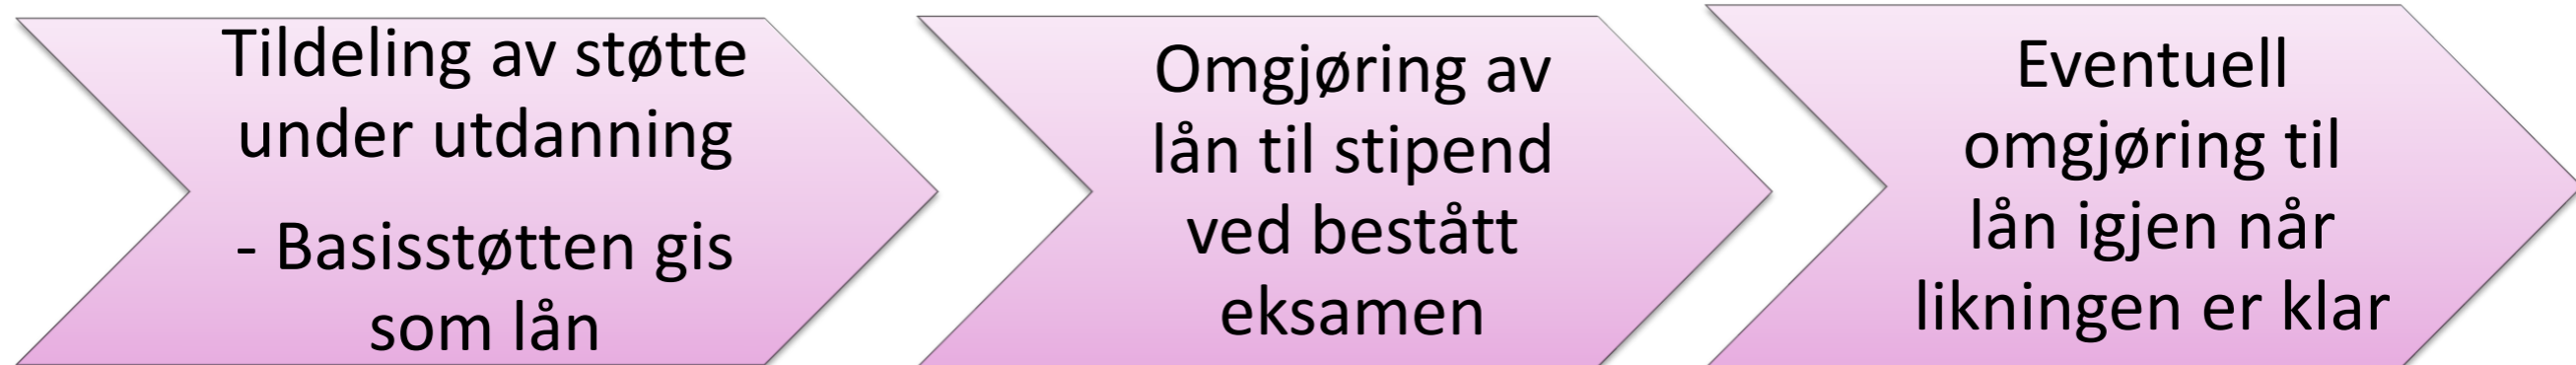 Tildeling av støtte
under utdanning
- Basisstøtten gis
som lån
Omgjøring av
lån til stipend
ved bestått
eksamen
Eventuell
omgjøring til
lån igjen når
likningen er klar